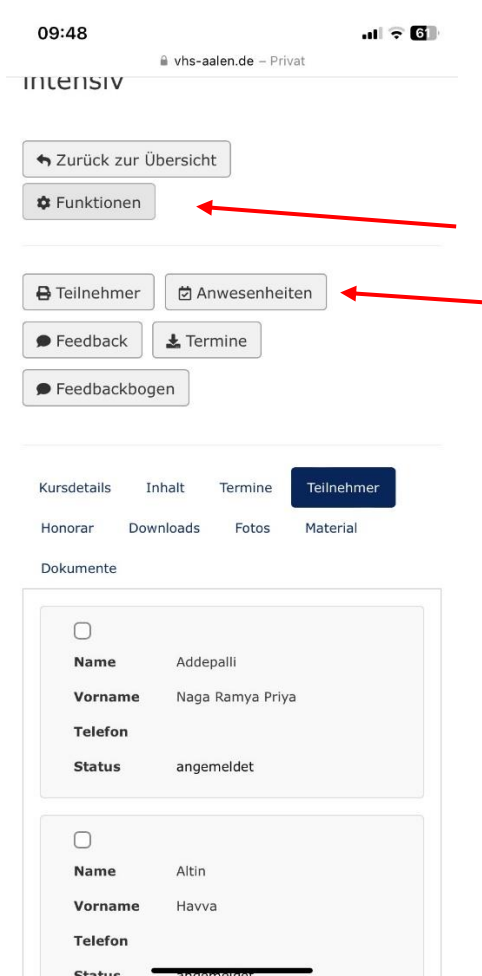 09:48
61
vhs-aalen.de – Privat
intensiv
Zurück zur Übersicht
Funktionen
Teilnehmer Anwesenheiten
Feedback Termine
Feedbackbogen
Kursdetails Inhalt Termine Teilnehmer
Honorar Downloads Fotos Material
Dokumente
Name Addepalli
Vorname Naga Ramya Priya
Telefon
Status angemeldet
Name Altin
Vorname Havva
Telefon
Status angemeldet